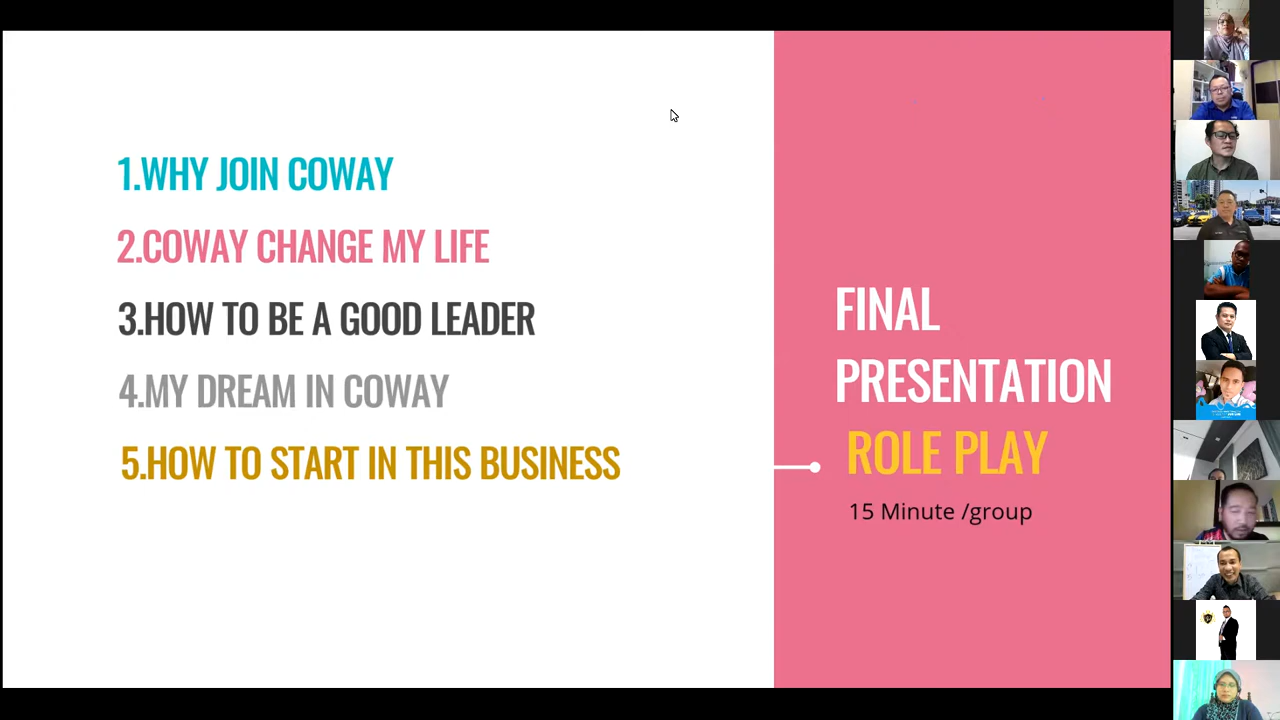 1.WHY JOIN COWAY
2.COWAY CHANGE MY LIFE
3.HOW TO BE A GOOD LEADER
4.MY DREAM IN COWAY
5.HOW TO START IN THIS BUSINESS
FINAL
PRESENTATION
ROLE PLAY
15 Minute /group